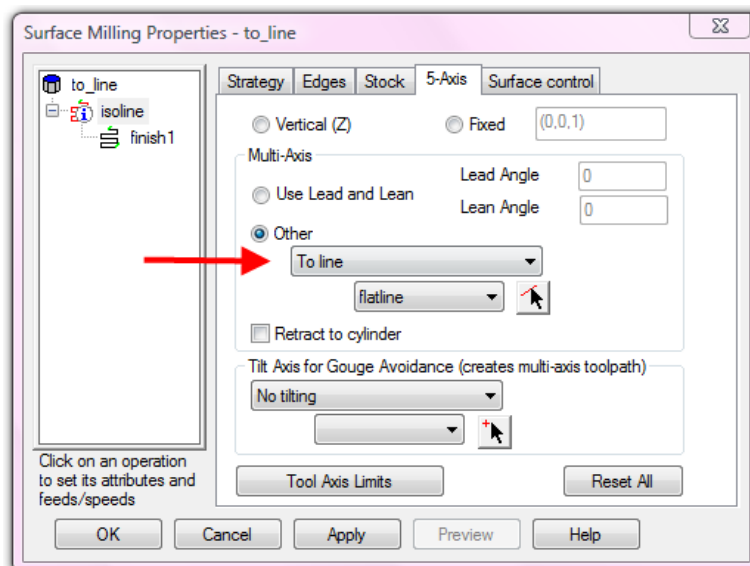 Surface Milling Properties - to_line
to_line
isoline
finish1
Click on an operation
to set its attributes and
feeds/speeds
Strategy Edges Stock 5-Axis Surface control
Vertical (Z) Fixed (0,0,1)
Multi-Axis
Lead Angle 0
Use Lead and Lean
Lean Angle 0
Other
To line
flatline
Retract to cylinder
Tilt Axis for Gouge Avoidance (creates multi-axis toolpath)
No tilting
Tool Axis Limits Reset All
OK Cancel Apply Preview Help